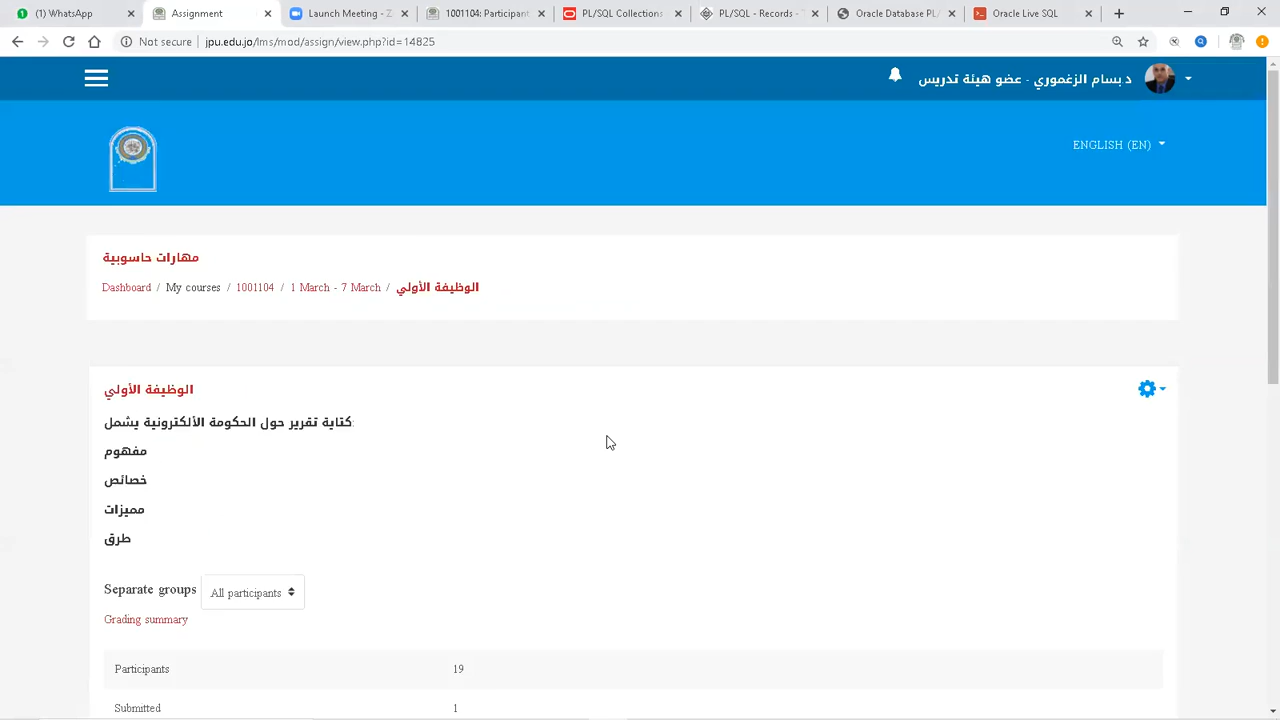 WhatsApp
Assignment
Launch Meeting - Z
1001104: Participant
PL/SQL Collections
PL/SQL - Records - T
Oracle Database PL/
Oracle Live SQL
Not secure
jpu.edu.jo/lms/mod/assign/view.php?id=14825
د.بسام الزغموري - عضو هيئة تدريس
ENGLISH (EN)
مهارات حاسوبية
Dashboard / My courses / 1001104 / 1 March - 7 March / الوظيفة الأولي
الوظيفة الأولي
كتابة تقرير حول الحكومة الألكترونية يشمل:
مفهوم
خصائص
مميزات
طرق
Separate groups All participants
Grading summary
Participants 19
Submitted 1